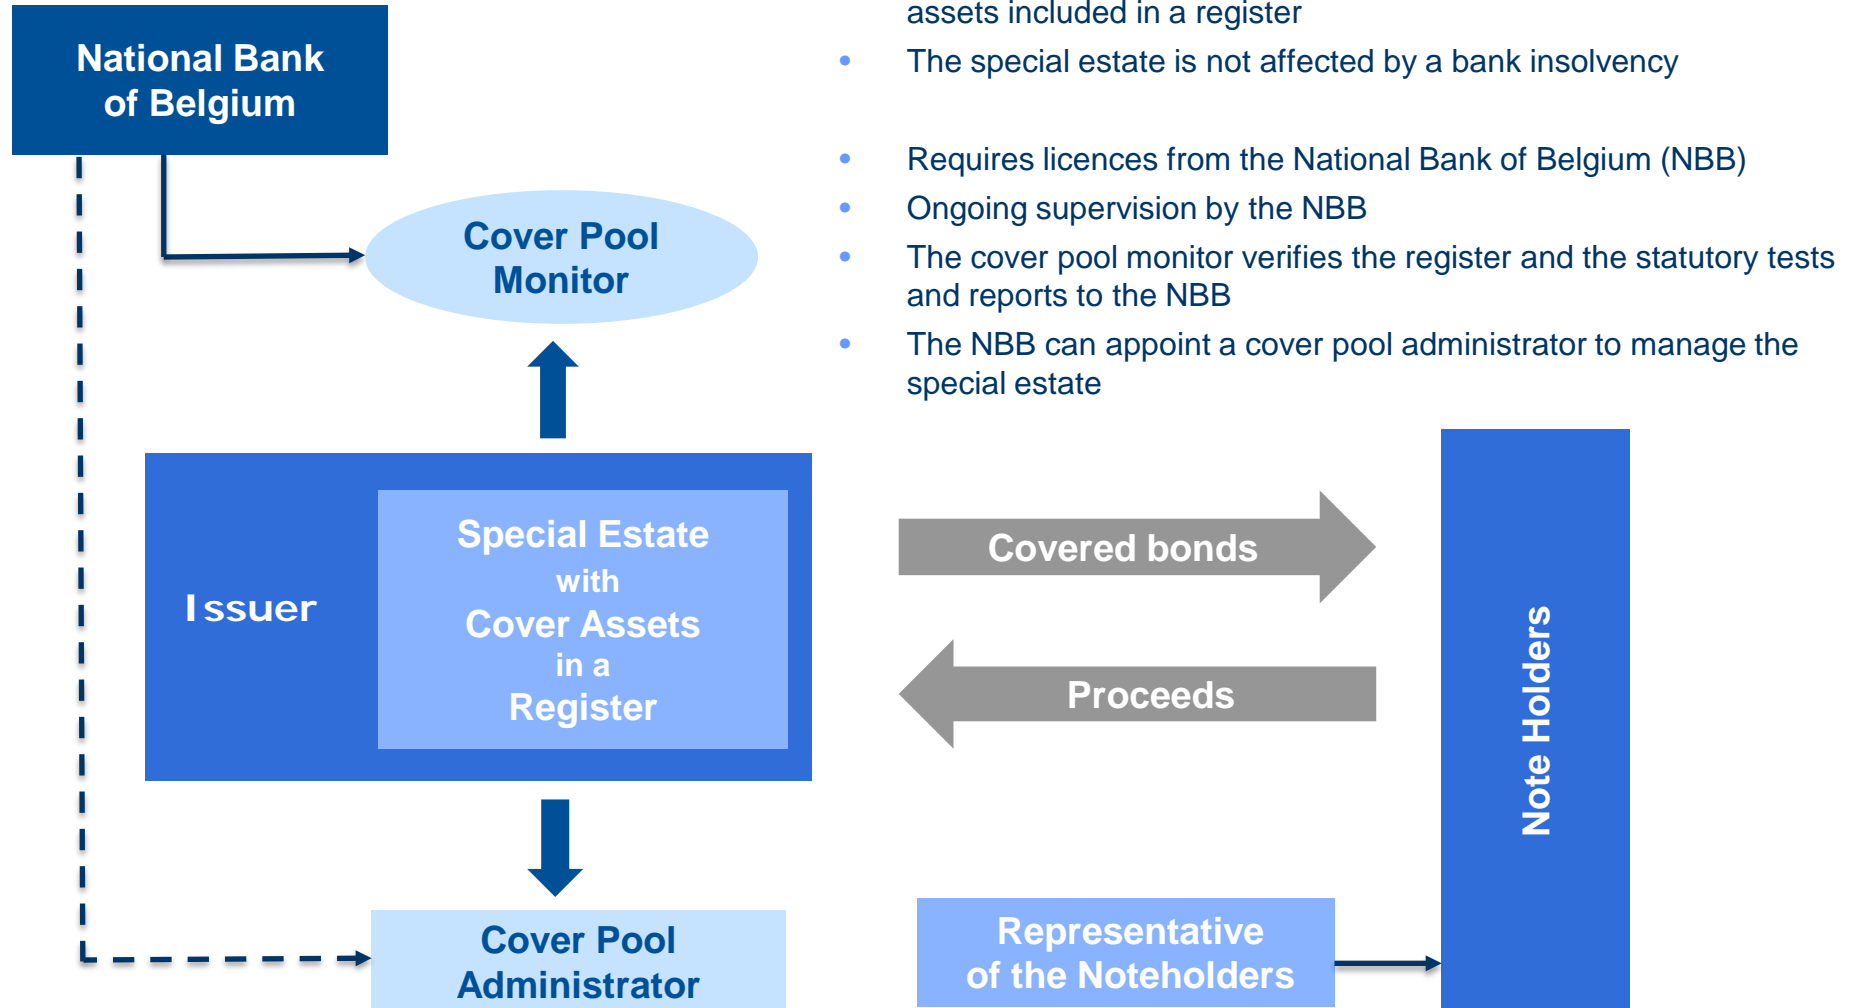 assets included in a register
• The special estate is not affected by a bank insolvency
• Requires licences from the National Bank of Belgium (NBB)
• Ongoing supervision by the NBB
• The cover pool monitor verifies the register and the statutory tests
and reports to the NBB
• The NBB can appoint a cover pool administrator to manage the
special estate
National Bank
of Belgium
Cover Pool
Monitor
Issuer
Special Estate
with
Cover Assets
in a
Register
Covered bonds
Proceeds
Note Holders
Cover Pool
Administrator
Representative
of the Noteholders